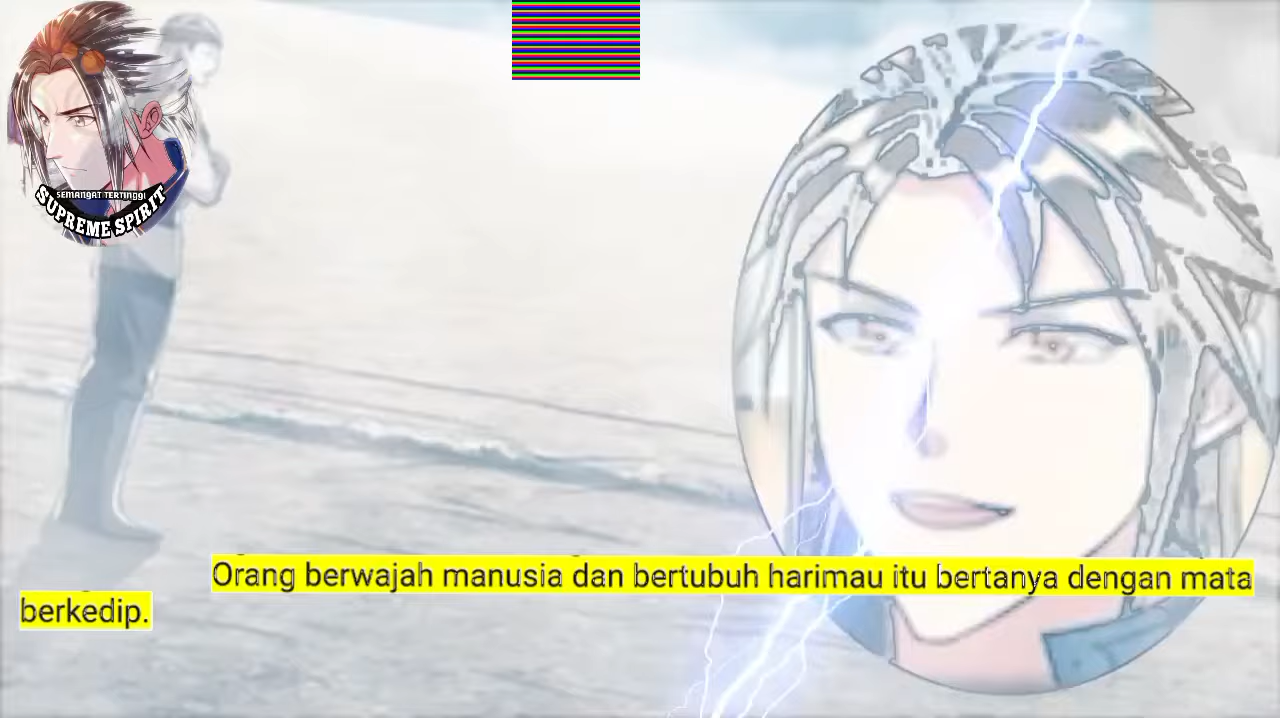 SEMANGAT TERTINGGI
SUPREME SPIRIT
Orang berwajah manusia dan bertubuh harimau itu bertanya dengan mata
berkedip.